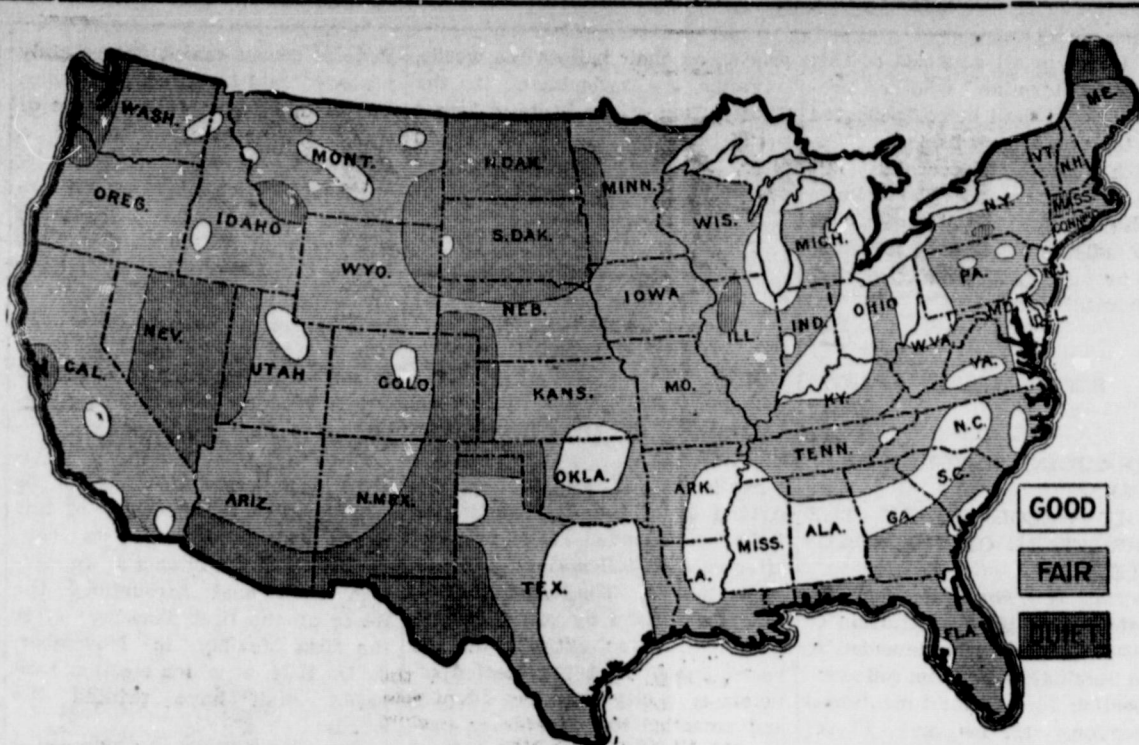 WASH.
MONT.
N.DAK.
MINN.
ME.
VT.
N.H.
OREG.
IDAHO
S.DAK.
WIS.
MICH.
N.Y.
MASS.
CONN.
WYO.
NEB.
IOWA
PA.
N.J.
NEV.
UTAH
COLO.
ILL.
IND.
OHIO
MD.
DEL.
CAL.
KANS.
MO.
KY.
W.VA.
VA.
ARIZ.
N.MEX.
OKLA.
ARK.
TENN.
N.C.
S.C.
TEX.
LA.
MISS.
ALA.
GA.
FLA.
GOOD
FAIR
QUIET